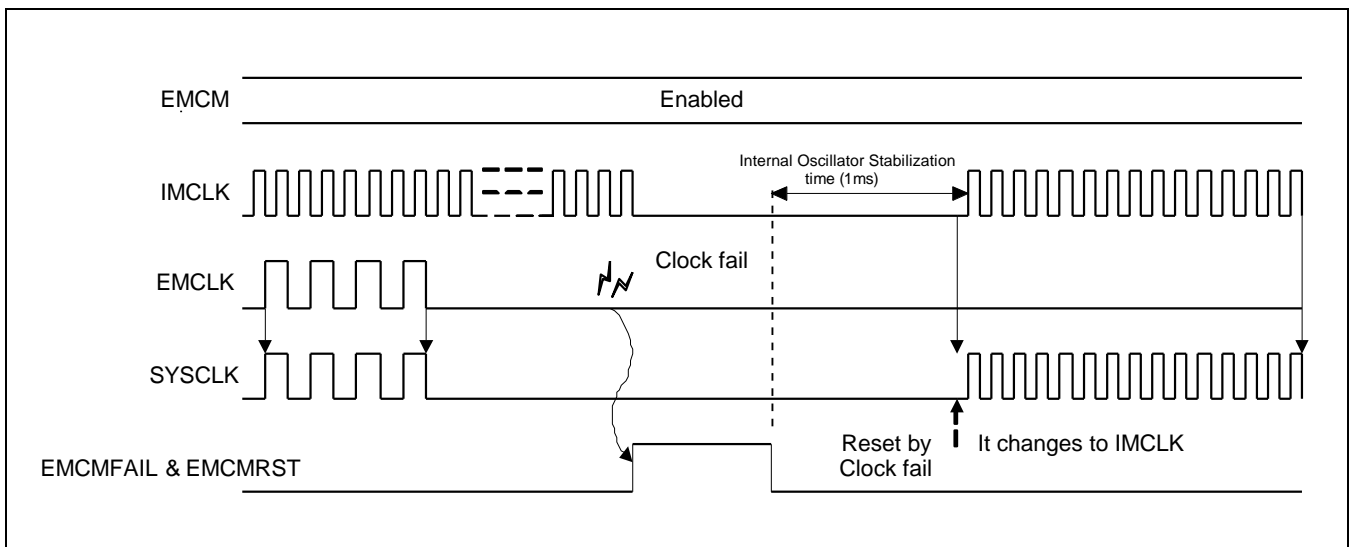 EMCM
Enabled
Internal Oscillator Stabilization
time (1ms)
IMCLK
Clock fail
EMCLK
SYSCLK
Reset by
Clock fail
It changes to IMCLK
EMCMFAIL & EMCMRST